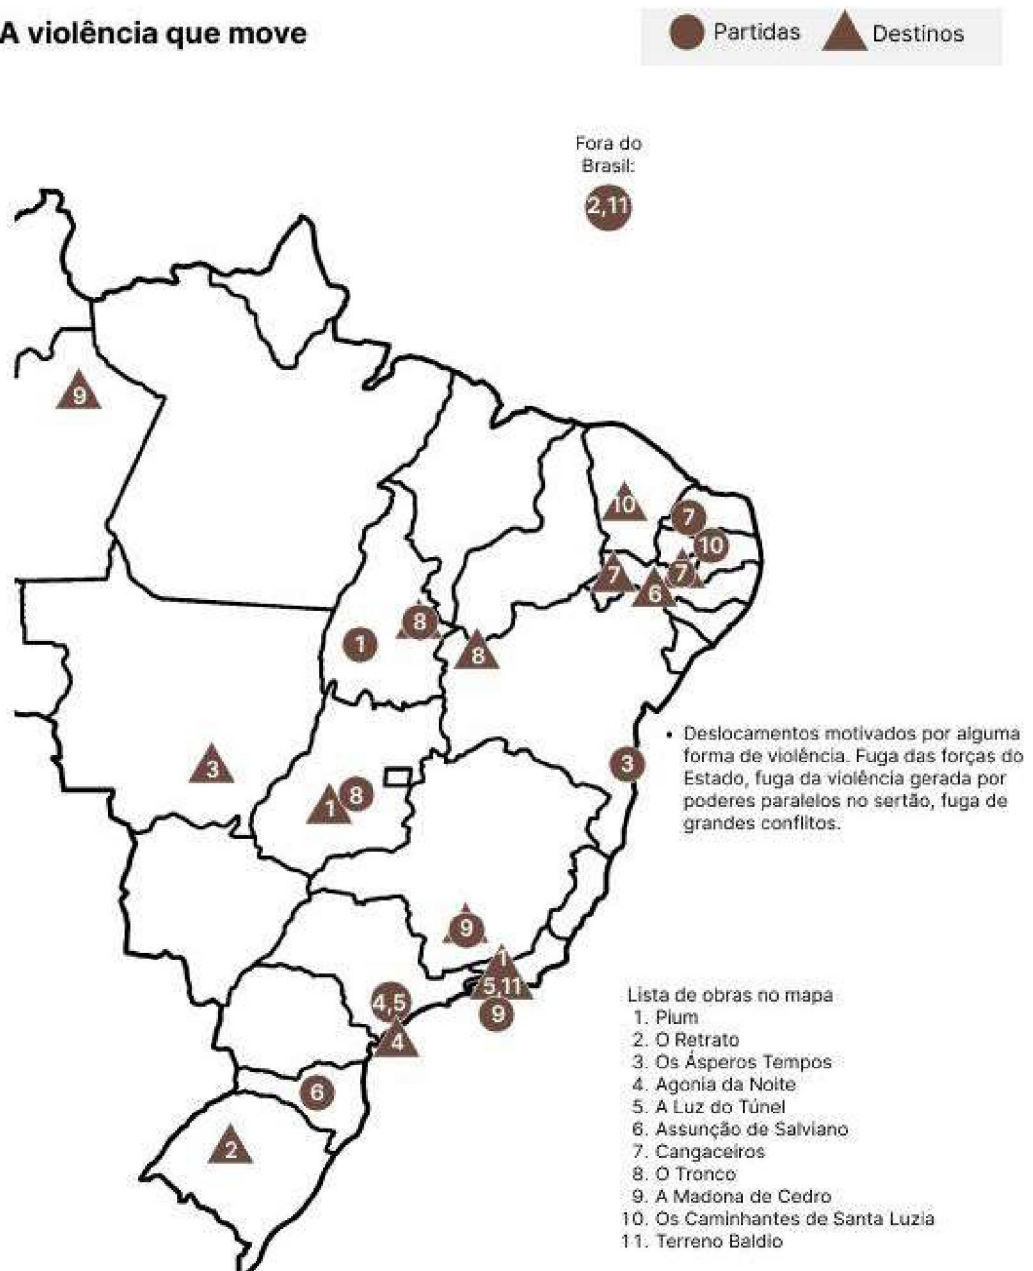 A violência que move
Partidas
Destinos
Fora do
Brasil:
2,11
9
10
7
10
7
7
6
8
1
8
3
3
8
1
9
1
5,11
9
4,5
4
6
2
• Deslocamentos motivados por alguma
forma de violência. Fuga das forças do
Estado, fuga da violência gerada por
poderes paralelos no sertão, fuga de
grandes conflitos.
Lista de obras no mapa
1. Pium
2. O Retrato
3. Os Ásperos Tempos
4. Agonia da Noite
5. A Luz do Túnel
6. Assunção de Salviano
7. Cangaceiros
8. O Tronco
9. A Madona de Cedro
10. Os Caminhantes de Santa Luzia
11. Terreno Baldio